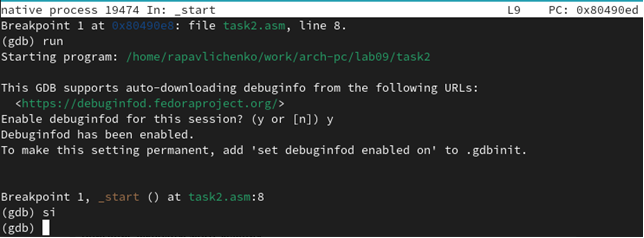 native process 19474 In: _start L9 PC: 0x80490ed
Breakpoint 1 at 0x80490e8: file task2.asm, line 8.
(gdb) run
Starting program: /home/rapavlichenko/work/arch-pc/lab09/task2
This GDB supports auto-downloading debuginfo from the following URLs:
<https://debuginfod.fedoraproject.org/>
Enable debuginfod for this session? (y or [n]) y
Debuginfod has been enabled.
To make this setting permanent, add 'set debuginfod enabled on' to .gdbinit.
Breakpoint 1, _start () at task2.asm:8
(gdb) si
(gdb)